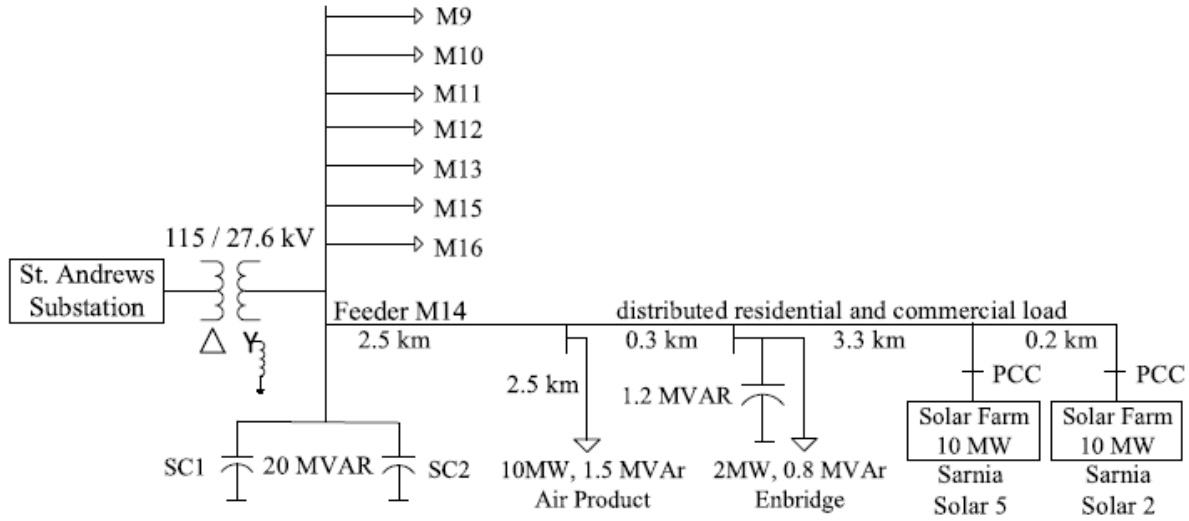 M9
M10
M11
M12
M13
M15
M16
115 / 27.6 kV
St. Andrews
Substation
Δ
Y
Feeder M14
distributed residential and commercial load
2.5 km
0.3 km
3.3 km
0.2 km
2.5 km
1.2 MVAR
PCC
PCC
SC1
20 MVAR
SC2
10MW, 1.5 MVAr
Air Product
2MW, 0.8 MVAr
Enbridge
Solar Farm
10 MW
Sarnia
Solar 5
Solar Farm
10 MW
Sarnia
Solar 2